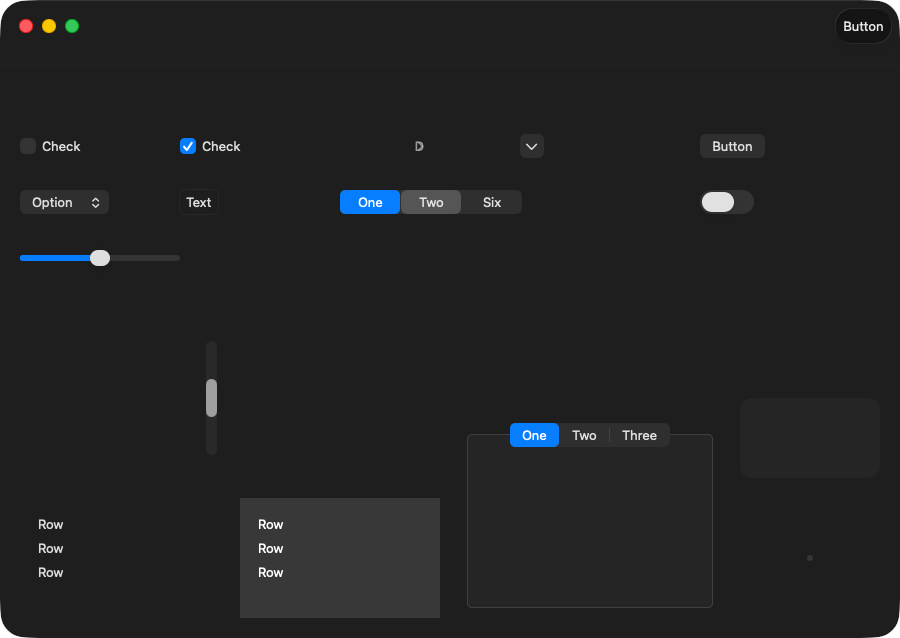 Button
Check Check Button
Option Text One Two Six
One Two Three
Row Row
Row Row
Row Row